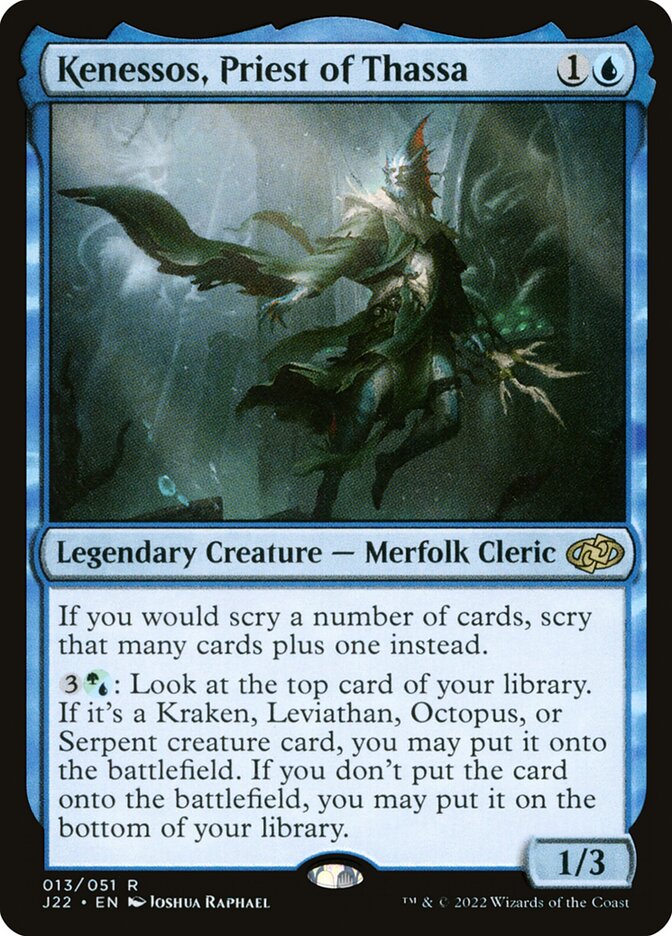 Kenessos, Priest of Thassa 1
Legendary Creature — Merfolk Cleric
If you would scry a number of cards, scry
that many cards plus one instead.
3 : Look at the top card of your library.
If it's a Kraken, Leviathan, Octopus, or
Serpent creature card, you may put it onto
the battlefield. If you don't put the card
onto the battlefield, you may put it on the
bottom of your library.
1/3
013/051 R
J22 • EN Joshua Raphael
™ & © 2022 Wizards of the Coast